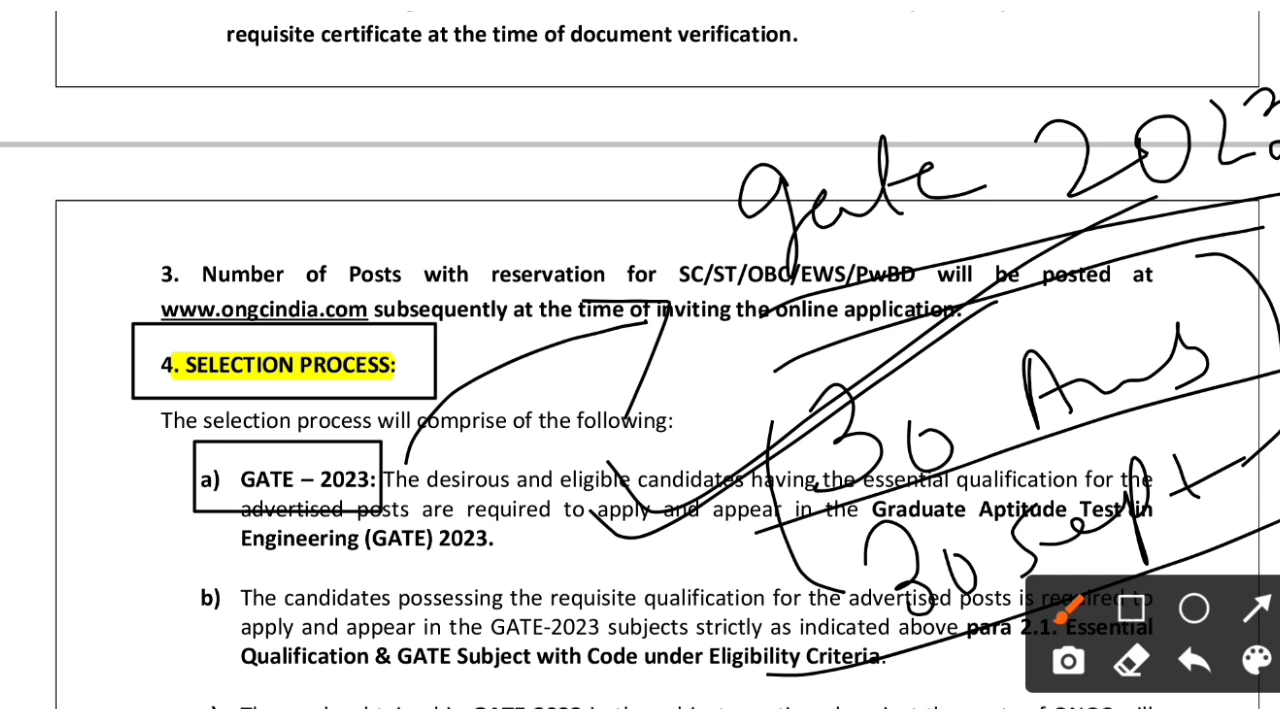 requisite certificate at the time of document verification.
gate 202
3. Number of Posts with reservation for SC/ST/OBC/EWS/PwBD will be posted at
www.ongcindia.com subsequently at the time of inviting the online application.
4. SELECTION PROCESS:
30 Aus
The selection process will comprise of the following:
a) GATE – 2023: The desirous and eligible candidates having the essential qualification for the
advertised posts are required to apply and appear in the Graduate Aptitude Test in
Engineering (GATE) 2023.
30 sept
b) The candidates possessing the requisite qualification for the advertised posts is required to
apply and appear in the GATE-2023 subjects strictly as indicated above para 2.1. Essential
Qualification & GATE Subject with Code under Eligibility Criteria.